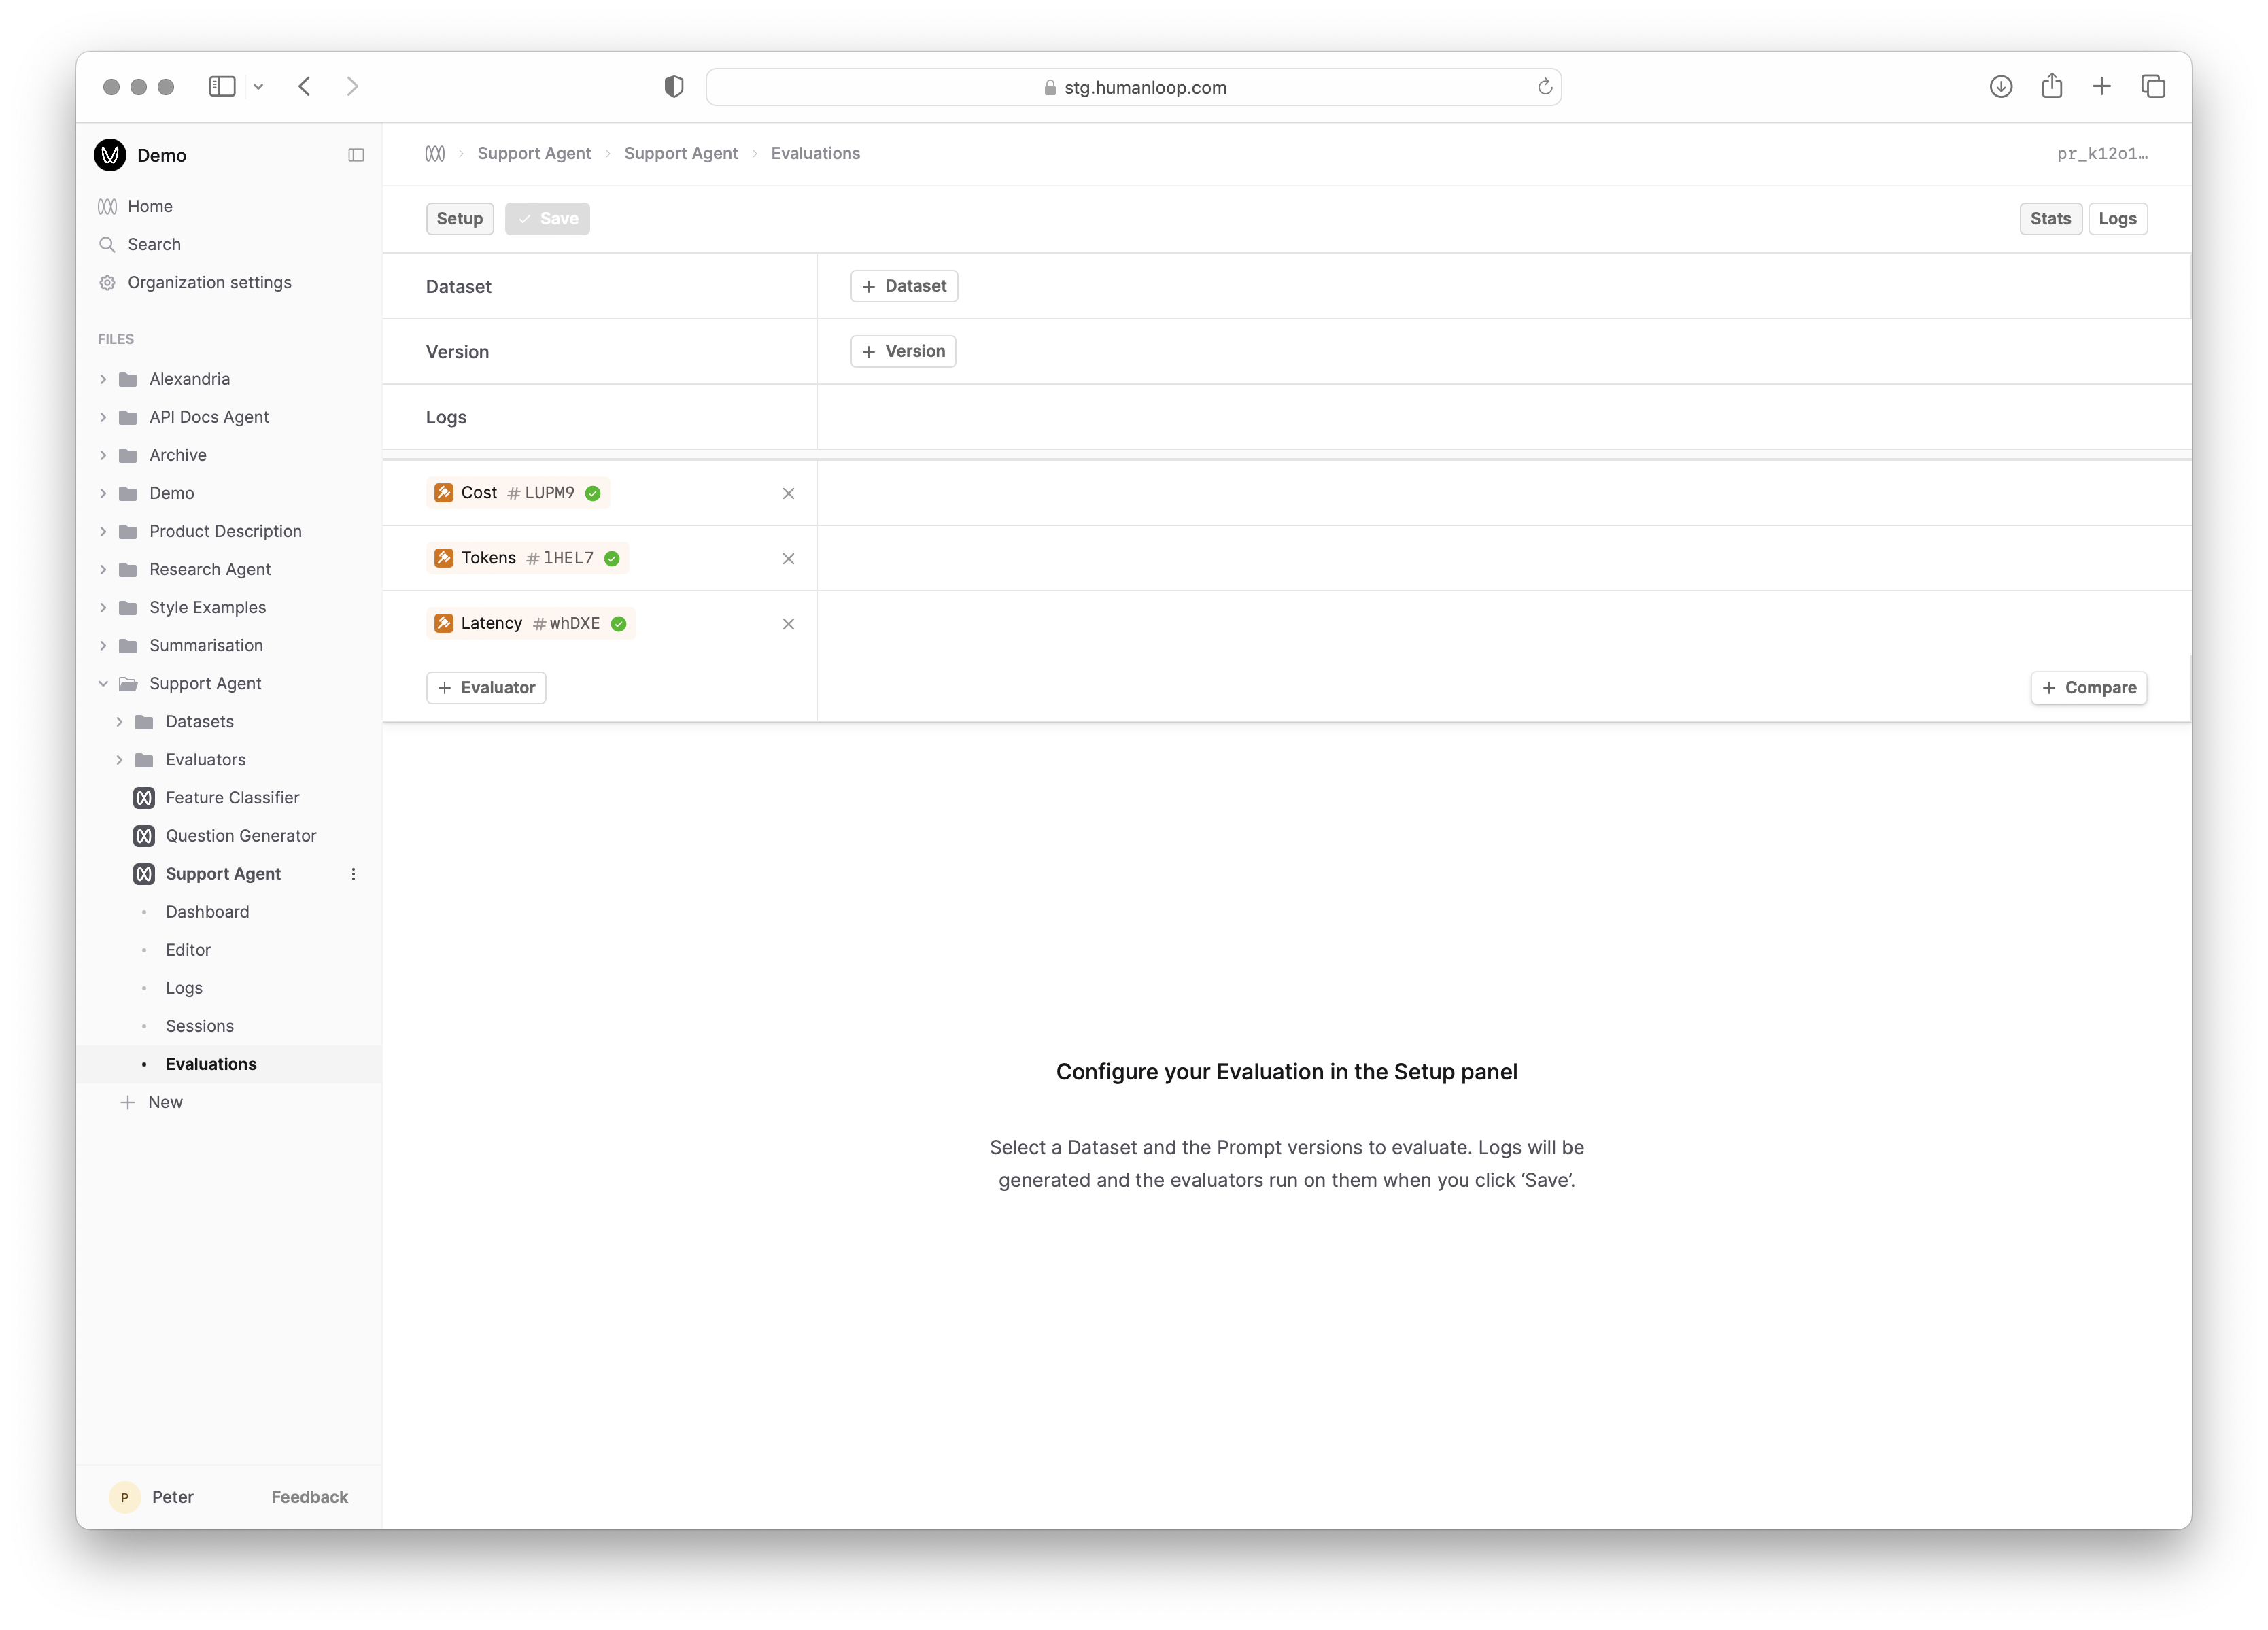 stg.humanloop.com
Demo
Home
Search
Organization settings
FILES
Alexandria
API Docs Agent
Archive
Demo
Product Description
Research Agent
Style Examples
Summarisation
Support Agent
Datasets
Evaluators
Feature Classifier
Question Generator
Support Agent
Dashboard
Editor
Logs
Sessions
Evaluations
New
P Peter Feedback
Support Agent Support Agent Evaluations pr_k12o1…
Setup Save Stats Logs
Dataset + Dataset
Version + Version
Logs
Cost # LUPM9
Tokens # lHEL7
Latency # whDXE
+ Evaluator + Compare
Configure your Evaluation in the Setup panel
Select a Dataset and the Prompt versions to evaluate. Logs will be
generated and the evaluators run on them when you click ‘Save’.